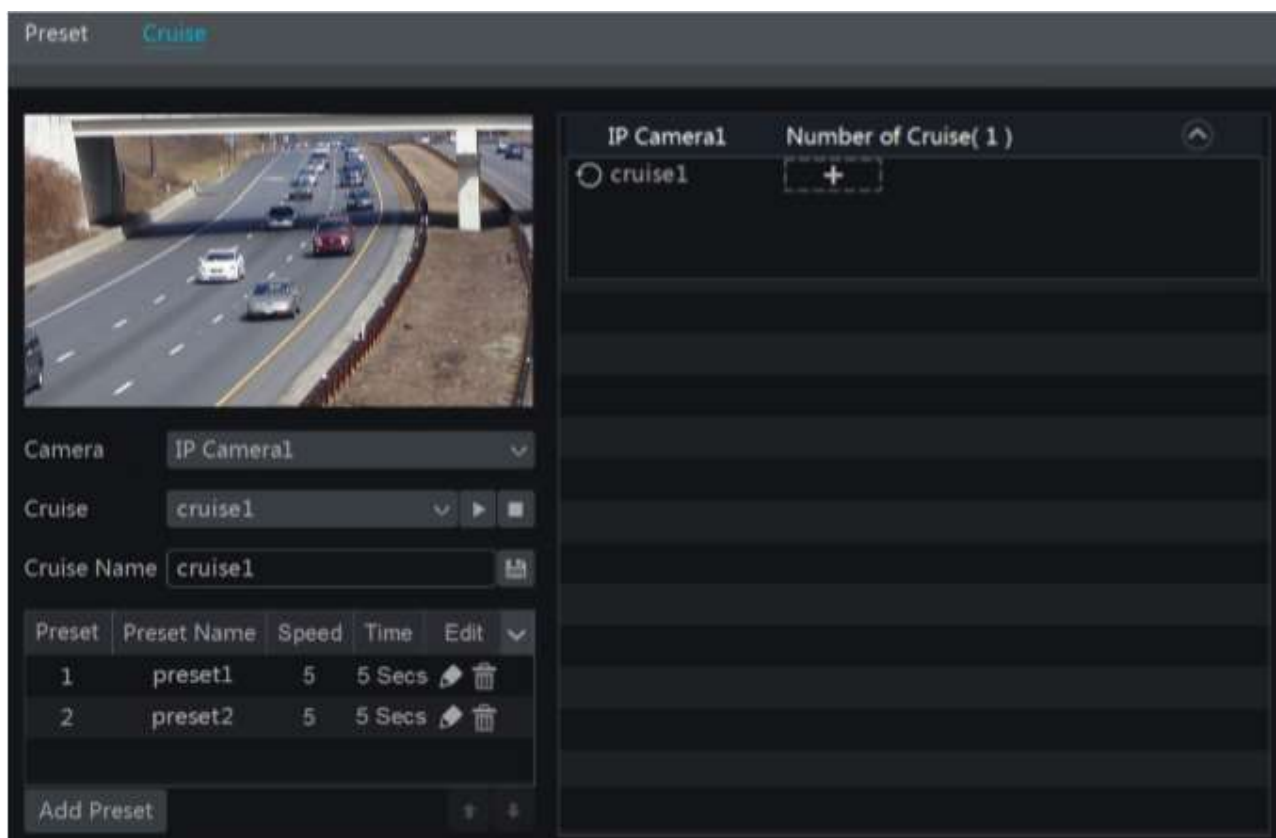 Preset Cruise
IP Camera1 Number of Cruise( 1 )
cruise1
Camera IP Camera1
Cruise cruise1
Cruise Name cruise1
Preset Preset Name Speed Time Edit
1 preset1 5 5 Secs
2 preset2 5 5 Secs
Add Preset